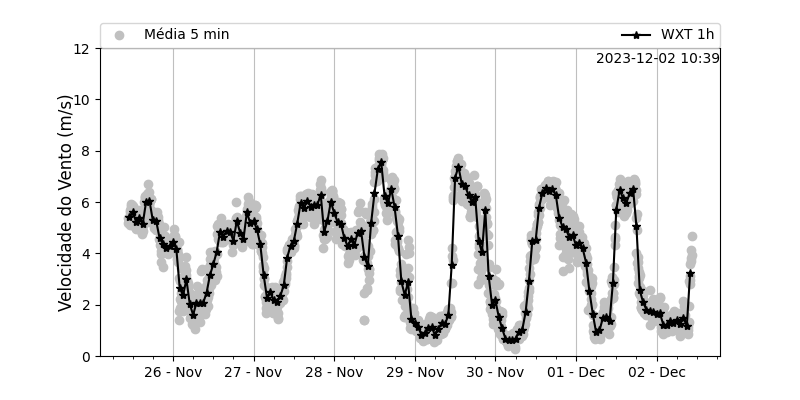 Média 5 min
WXT 1h
2023-12-02 10:39
Velocidade do Vento (m/s)
12
10
8
6
4
2
0
26 - Nov
27 - Nov
28 - Nov
29 - Nov
30 - Nov
01 - Dec
02 - Dec